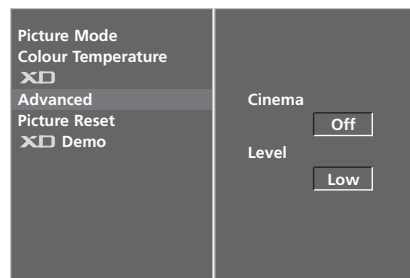 Picture Mode
Colour Temperature
XD
Advanced
Picture Reset
XD Demo
Cinema
Off
Level
Low